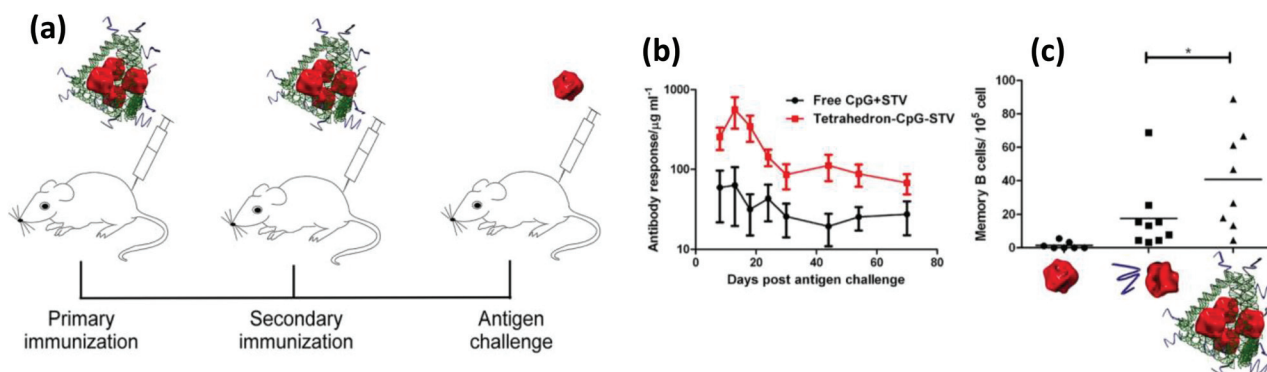 (a)
Primary
immunization
Secondary
immunization
Antigen
challenge
(b)
Antibody response/µg ml⁻¹
1000
100
10
Free CpG+STV
Tetrahedron-CpG-STV
0 20 40 60 80
Days post antigen challenge
(c)
Memory B cells/ 10⁵ cell
100
80
60
40
20
0
*